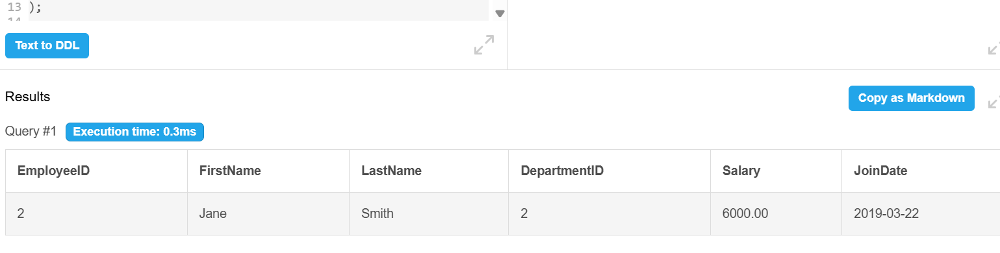 13 );
14
Text to DDL
Results
Copy as Markdown
Query #1 Execution time: 0.3ms
EmployeeID FirstName LastName DepartmentID Salary JoinDate
2 Jane Smith 2 6000.00 2019-03-22